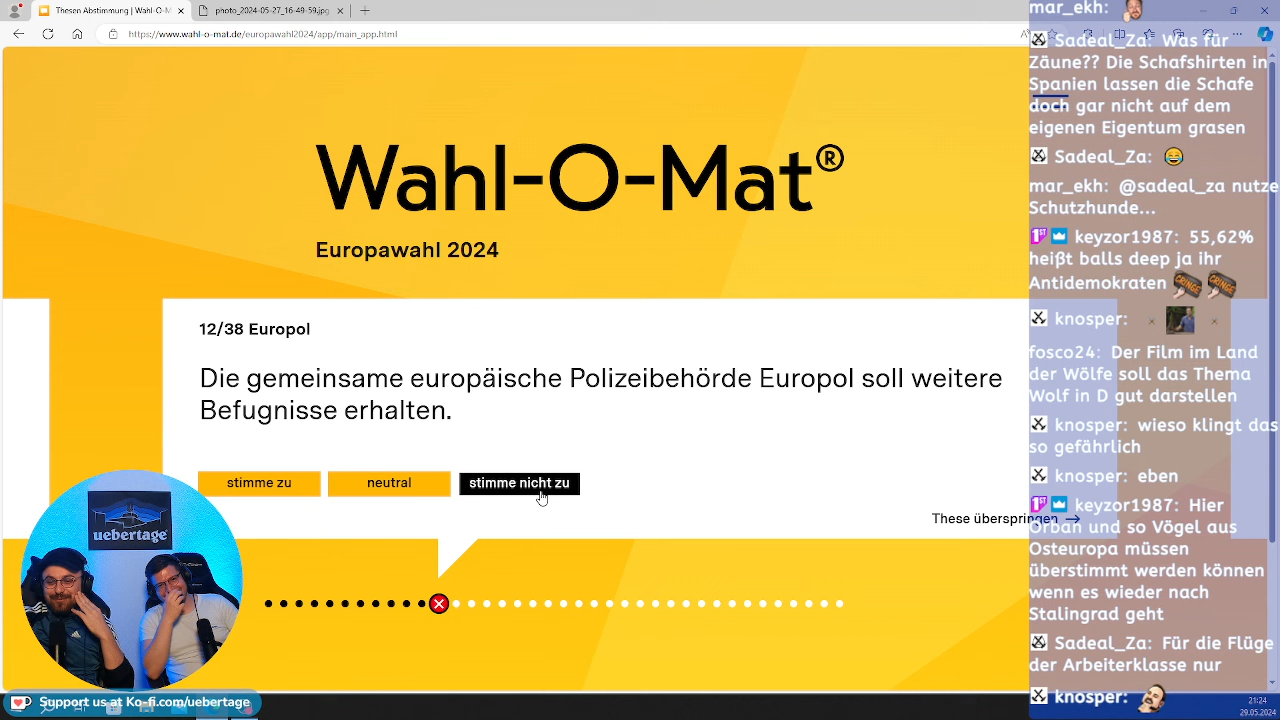 Thesen Abstimmung | Wahl-O-M
photo_2024-05-27_16-49-59.jpg
https://www.wahl-o-mat.de/europawahl2024/app/main_app.html
Wahl-O-Mat®
Europawahl 2024
12/38 Europol
Die gemeinsame europäische Polizeibehörde Europol soll weitere
Befugnisse erhalten.
stimme zu
neutral
stimme nicht zu
These überspringen →
uebertage
Support us at Ko-fi.com/uebertage
mar_ekh:
Sadeal_Za: Was für
Zäune?? Die Schafshirten in
Spanien lassen die Schafe
doch gar nicht auf dem
eigenen Eigentum grasen
Sadeal_Za: 😂
mar_ekh: @sadeal_za nutze
Schutzhunde...
keyzor1987: 55,62%
heißt balls deep ja ihr
Antidemokraten
CRINGE CRINGE
knosper:
fosco24: Der Film im Land
der Wölfe soll das Thema
Wolf in D gut darstellen
knosper: wieso klingt das
so gefährlich
knosper: eben
keyzor1987: Hier
Orban und so Vögel aus
Osteuropa müssen
überstimmt werden können
wenn es wieder nach
Stalingrad geht
Sadeal_Za: Für die Flüge
der Arbeiterklasse nur
knosper:
21:24
29.05.2024